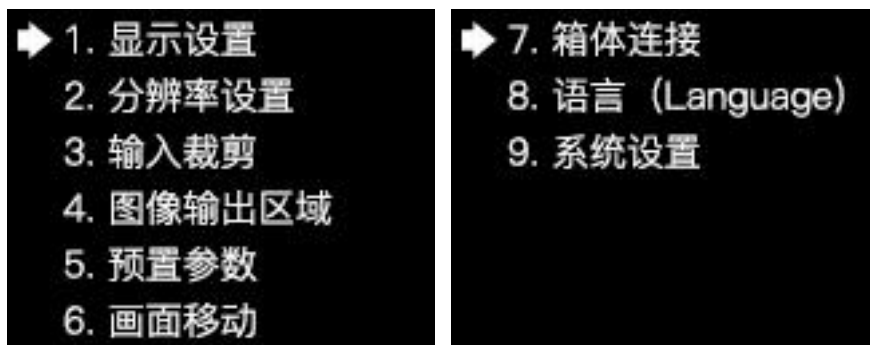 1. 显示设置
2. 分辨率设置
3. 输入裁剪
4. 图像输出区域
5. 预置参数
6. 画面移动
7. 箱体连接
8. 语言（Language）
9. 系统设置